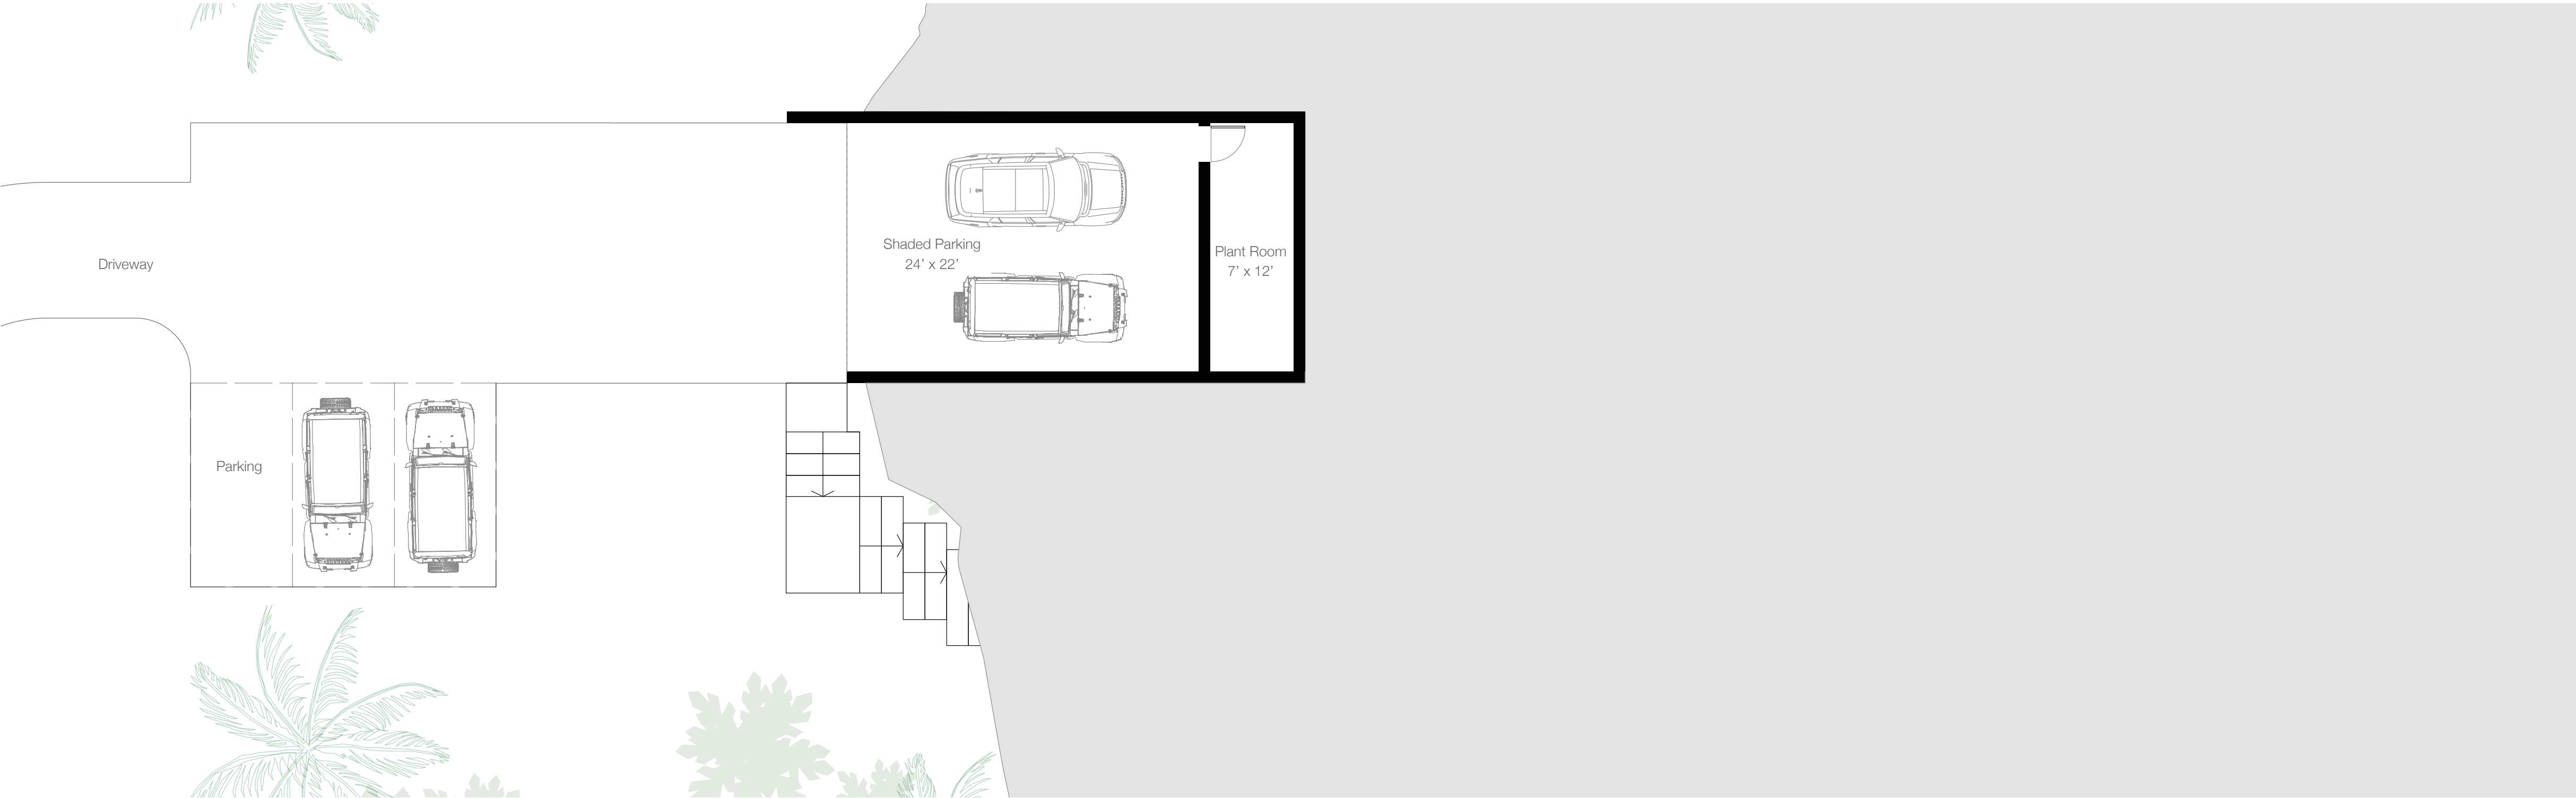 Driveway
Shaded Parking
24’ x 22’
Plant Room
7’ x 12’
Parking